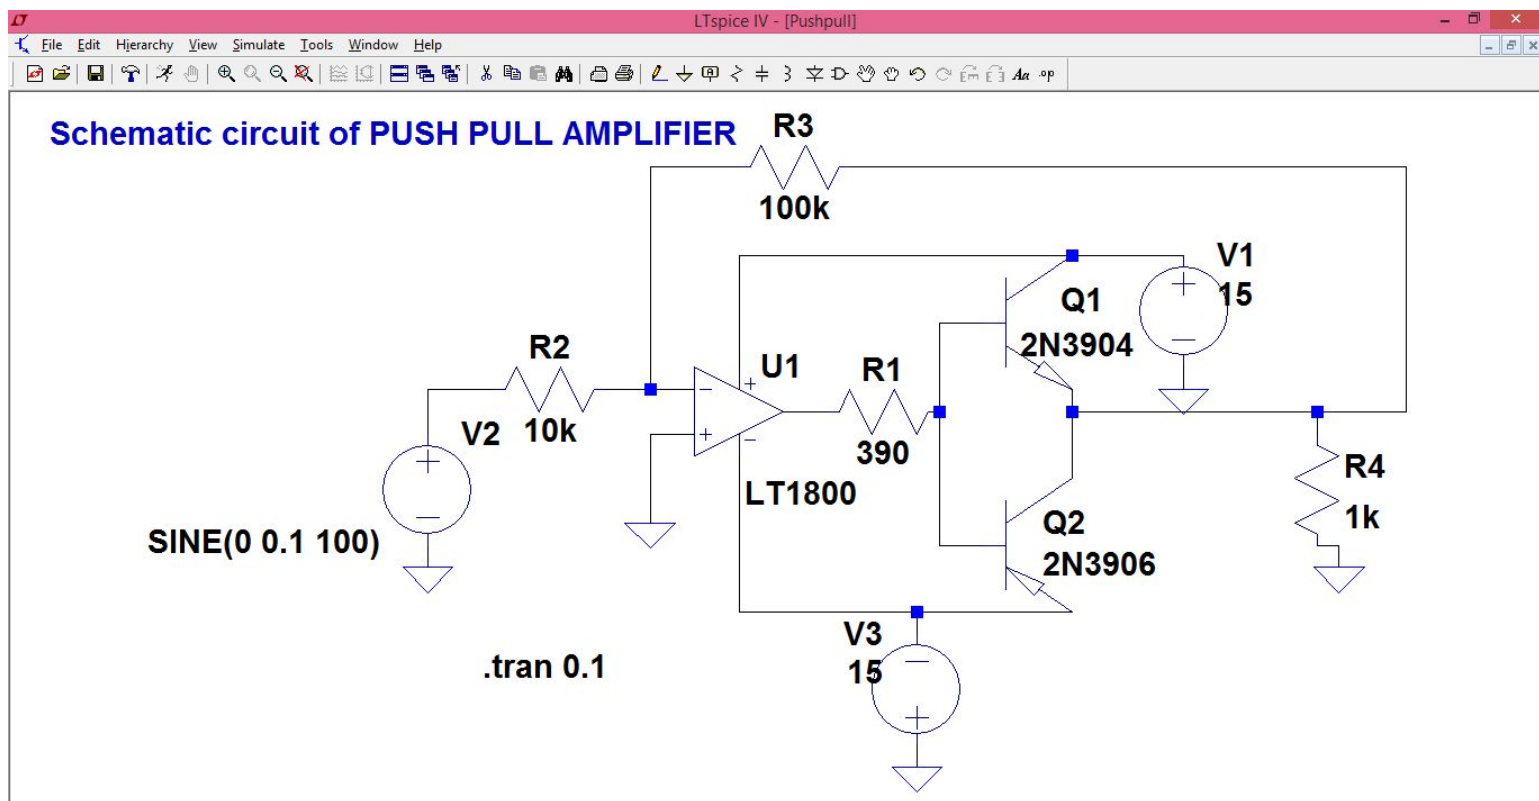 LTspice IV - [Pushpull]
File Edit Hierarchy View Simulate Tools Window Help
Aa .op
Schematic circuit of PUSH PULL AMPLIFIER
R3
100k
V1
15
Q1
2N3904
R2
10k
U1
LT1800
R1
390
V2
SINE(0 0.1 100)
R4
1k
Q2
2N3906
V3
15
.tran 0.1